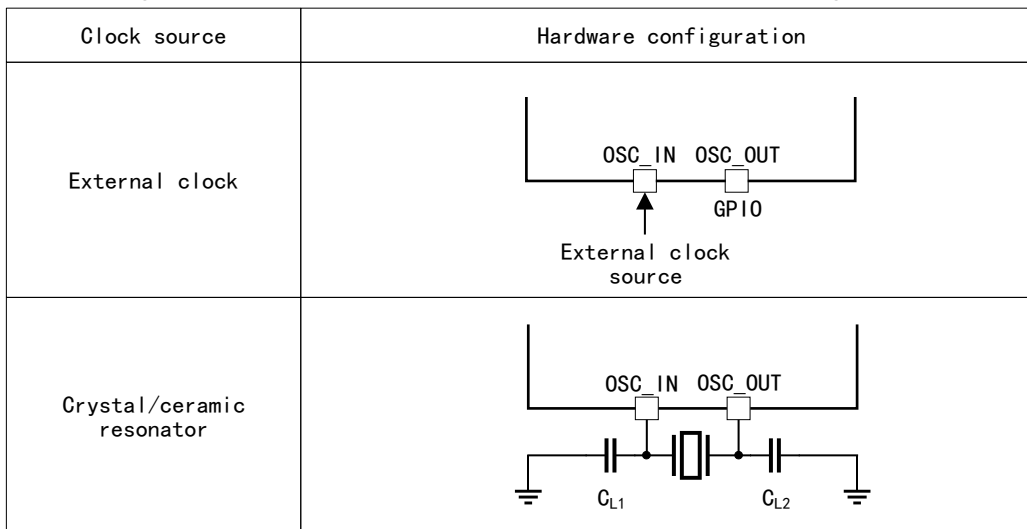 Clock source
Hardware configuration
External clock
OSC_IN OSC_OUT
GPIO
External clock
source
Crystal/ceramic
resonator
OSC_IN OSC_OUT
CL1
CL2